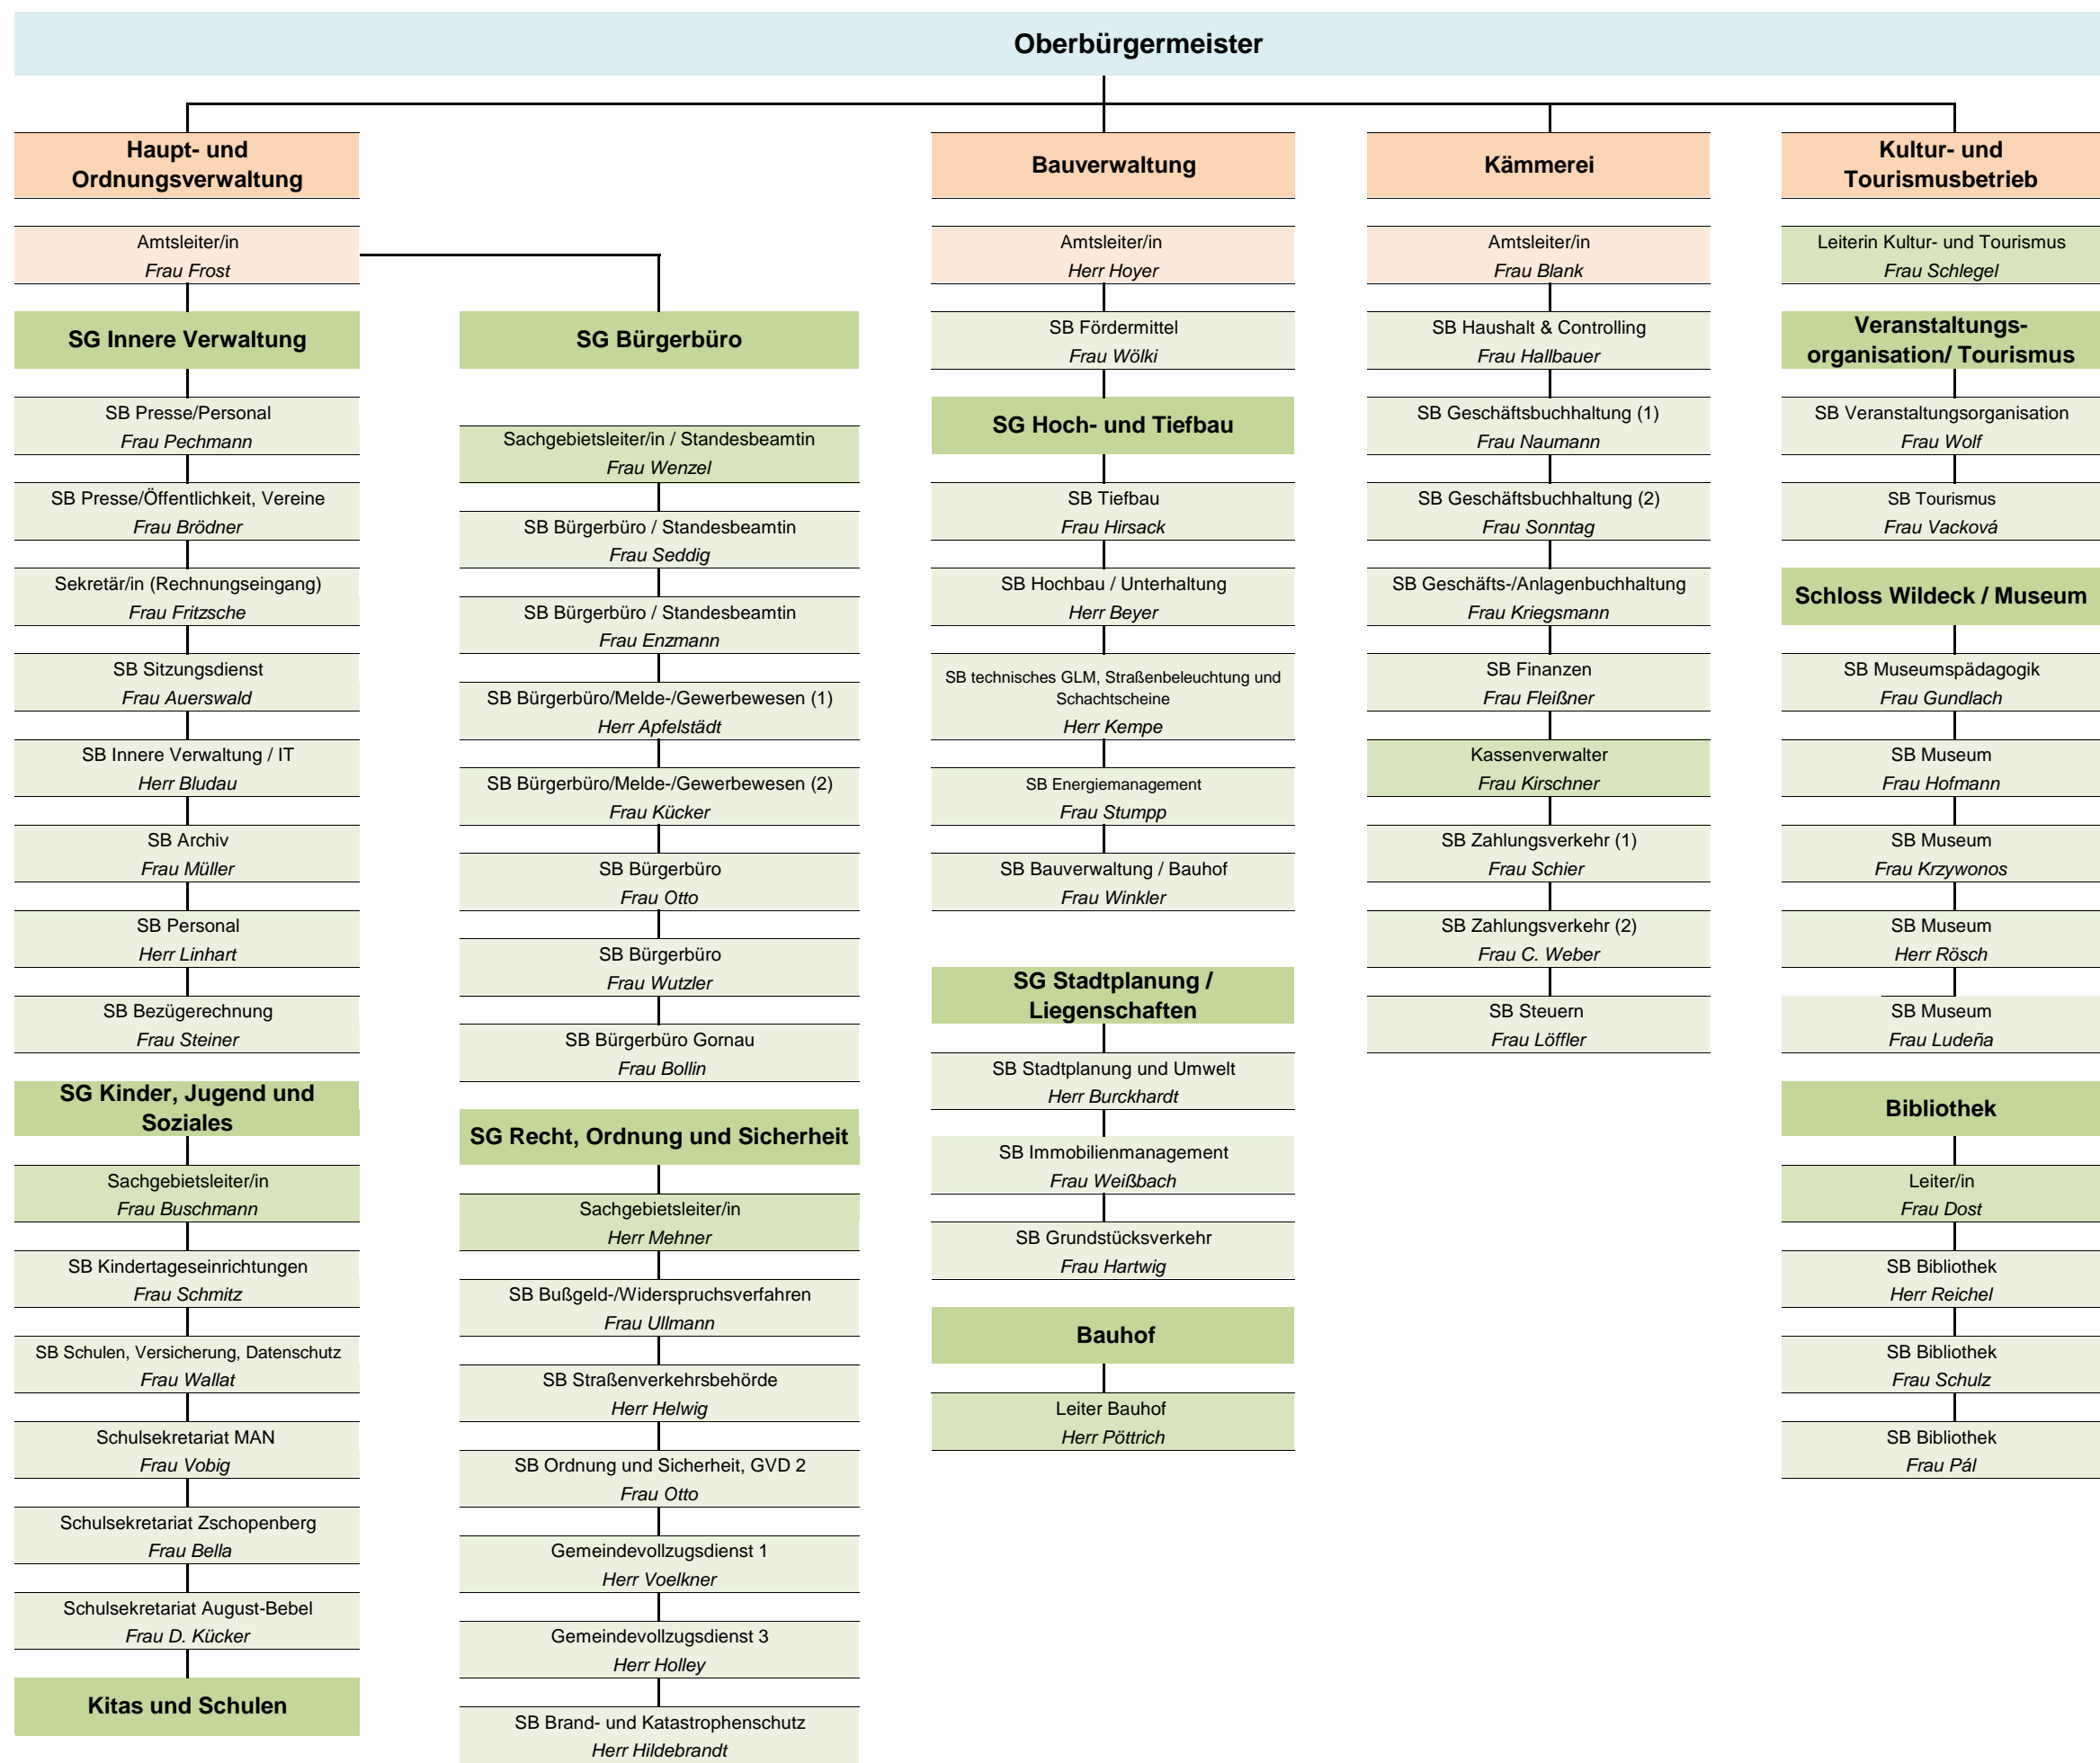 Oberbürgermeister
Haupt- und
Ordnungsverwaltung
Amtsleiter/in
Frau Frost
SG Innere Verwaltung
SB Presse/Personal
Frau Pechmann
SB Presse/Öffentlichkeit, Vereine
Frau Brödner
Sekretär/in (Rechnungseingang)
Frau Fritzsche
SB Sitzungsdienst
Frau Auerswald
SB Innere Verwaltung / IT
Herr Bludau
SB Archiv
Frau Müller
SB Personal
Herr Linhart
SB Bezügerechnung
Frau Steiner
SG Kinder, Jugend und
Soziales
Sachgebietsleiter/in
Frau Buschmann
SB Kindertageseinrichtungen
Frau Schmitz
SB Schulen, Versicherung, Datenschutz
Frau Wallat
Schulsekretariat MAN
Frau Vobig
Schulsekretariat Zschopenberg
Frau Bella
Schulsekretariat August-Bebel
Frau D. Kücker
Kitas und Schulen
SG Bürgerbüro
Sachgebietsleiter/in / Standesbeamtin
Frau Wenzel
SB Bürgerbüro / Standesbeamtin
Frau Seddig
SB Bürgerbüro / Standesbeamtin
Frau Enzmann
SB Bürgerbüro/Melde-/Gewerbewesen (1)
Herr Apfelstädt
SB Bürgerbüro/Melde-/Gewerbewesen (2)
Frau Kücker
SB Bürgerbüro
Frau Otto
SB Bürgerbüro
Frau Wutzler
SB Bürgerbüro Gornau
Frau Bollin
SG Recht, Ordnung und Sicherheit
Sachgebietsleiter/in
Herr Mehner
SB Bußgeld-/Widerspruchsverfahren
Frau Ullmann
SB Straßenverkehrsbehörde
Herr Helwig
SB Ordnung und Sicherheit, GVD 2
Frau Otto
Gemeindevollzugsdienst 1
Herr Voelkner
Gemeindevollzugsdienst 3
Herr Holley
SB Brand- und Katastrophenschutz
Herr Hildebrandt
Bauverwaltung
Amtsleiter/in
Herr Hoyer
SB Fördermittel
Frau Wölki
SG Hoch- und Tiefbau
SB Tiefbau
Frau Hirsack
SB Hochbau / Unterhaltung
Herr Beyer
SB technisches GLM, Straßenbeleuchtung und
Schachtscheine
Herr Kempe
SB Energiemanagement
Frau Stumpp
SB Bauverwaltung / Bauhof
Frau Winkler
SG Stadtplanung /
Liegenschaften
SB Stadtplanung und Umwelt
Herr Burckhardt
SB Immobilienmanagement
Frau Weißbach
SB Grundstücksverkehr
Frau Hartwig
Bauhof
Leiter Bauhof
Herr Pöttrich
Kämmerei
Amtsleiter/in
Frau Blank
SB Haushalt & Controlling
Frau Hallbauer
SB Geschäftsbuchhaltung (1)
Frau Naumann
SB Geschäftsbuchhaltung (2)
Frau Sonntag
SB Geschäfts-/Anlagenbuchhaltung
Frau Kriegsmann
SB Finanzen
Frau Fleißner
Kassenverwalter
Frau Kirschner
SB Zahlungsverkehr (1)
Frau Schier
SB Zahlungsverkehr (2)
Frau C. Weber
SB Steuern
Frau Löffler
Kultur- und
Tourismusbetrieb
Leiterin Kultur- und Tourismus
Frau Schlegel
Veranstaltungs-
organisation/ Tourismus
SB Veranstaltungsorganisation
Frau Wolf
SB Tourismus
Frau Vacková
Schloss Wildeck / Museum
SB Museumspädagogik
Frau Gundlach
SB Museum
Frau Hofmann
SB Museum
Frau Krzywonos
SB Museum
Herr Rösch
SB Museum
Frau Ludeña
Bibliothek
Leiter/in
Frau Dost
SB Bibliothek
Herr Reichel
SB Bibliothek
Frau Schulz
SB Bibliothek
Frau Pál